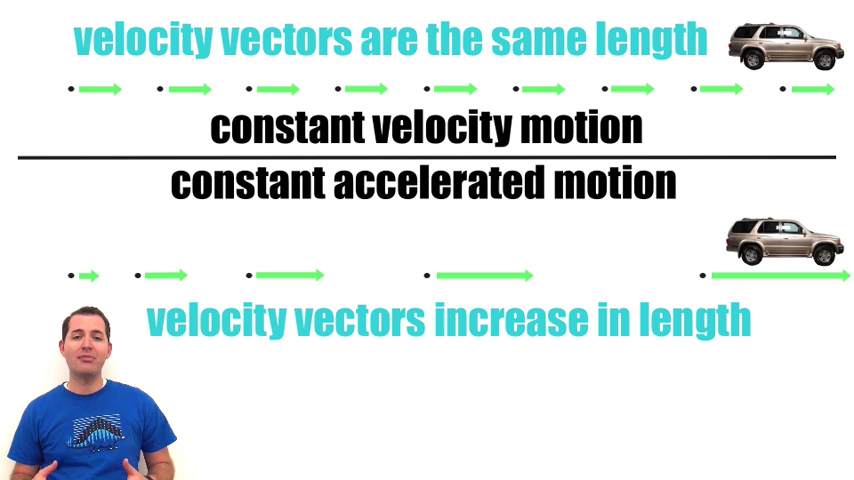 velocity vectors are the same length
constant velocity motion
constant accelerated motion
velocity vectors increase in length